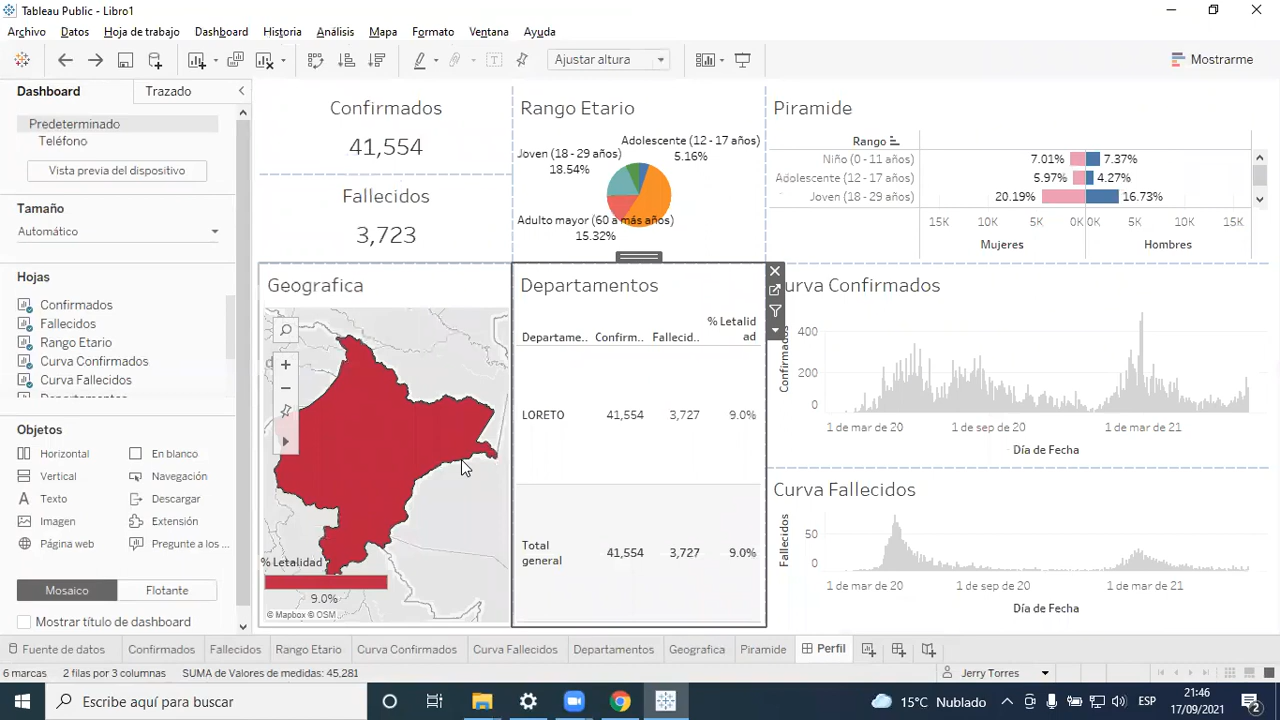 Tableau Public - Libro1
Archivo Datos Hoja de trabajo Dashboard Historia Análisis Mapa Formato Ventana Ayuda
Ajustar altura
Mostrarme
Dashboard Trazado
Predeterminado
Teléfono
Vista previa del dispositivo
Tamaño
Automático
Hojas
Confirmados
Fallecidos
Rango Etario
Curva Confirmados
Curva Fallecidos
Objetos
Horizontal En blanco
Vertical Navegación
Texto Descargar
Imagen Extensión
Página web Pregunte a los ...
Mosaico Flotante
Mostrar título de dashboard
Confirmados
41,554
Fallecidos
3,723
Rango Etario
Adolescente (12 - 17 años)
5.16%
Joven (18 - 29 años)
18.54%
Adulto mayor (60 a más años)
15.32%
Piramide
Rango
Niño (0 - 11 años) 7.01% 7.37%
Adolescente (12 - 17 años) 5.97% 4.27%
Joven (18 - 29 años) 20.19% 16.73%
15K 10K 5K 0K 0K 5K 10K 15K
Mujeres Hombres
Geografica
% Letalidad
9.0%
© Mapbox © OSM
Departamentos
Departame.. Confirm.. Fallecid.. % Letalid
ad
LORETO 41,554 3,727 9.0%
Total
general 41,554 3,727 9.0%
Curva Confirmados
Confirmados
400
200
0
1 de mar de 20 1 de sep de 20 1 de mar de 21
Día de Fecha
Curva Fallecidos
Fallecidos
50
0
1 de mar de 20 1 de sep de 20 1 de mar de 21
Día de Fecha
Fuente de datos Confirmados Fallecidos Rango Etario Curva Confirmados Curva Fallecidos Departamentos Geografica Piramide Perfil
6 marcas 2 filas por 3 columnas SUMA de Valores de medidas: 45,281 Jerry Torres
Escribe aquí para buscar
15°C Nublado
ESP
21:46
17/09/2021
2